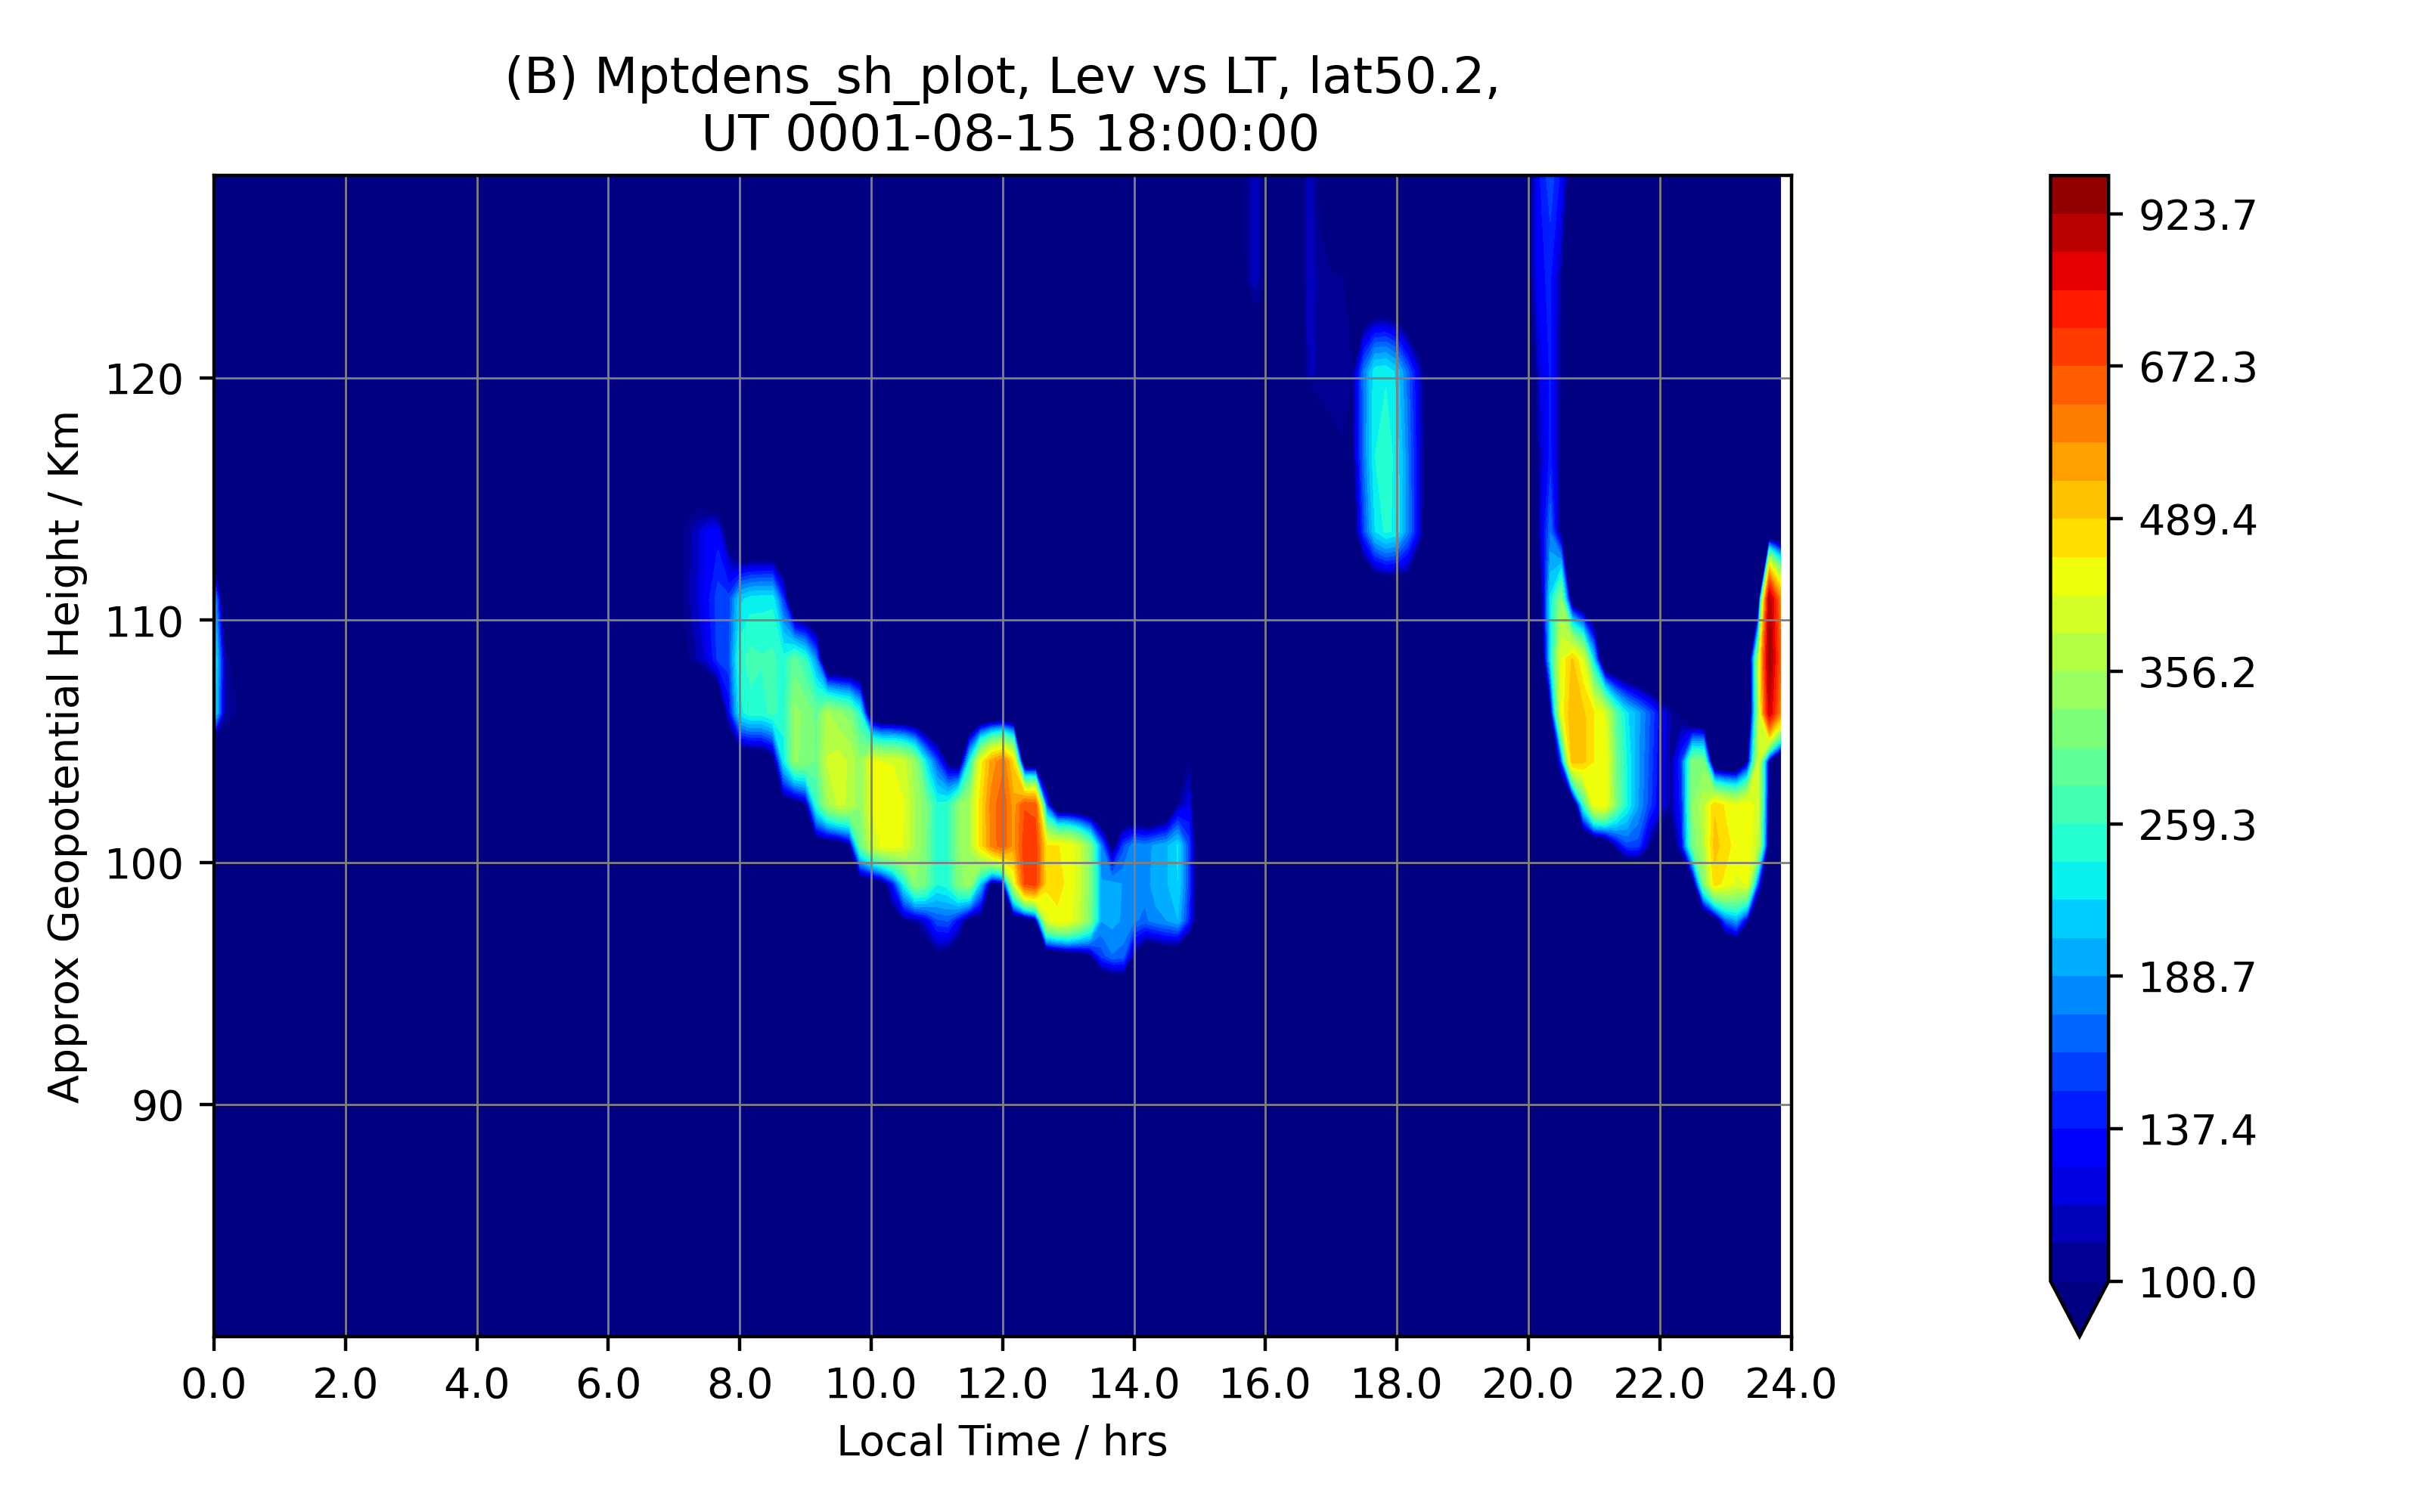 (B) Mptdens_sh_plot, Lev vs LT, lat50.2,
UT 0001-08-15 18:00:00
Approx Geopotential Height / Km
120
110
100
90
0.0 2.0 4.0 6.0 8.0 10.0 12.0 14.0 16.0 18.0 20.0 22.0 24.0
Local Time / hrs
923.7
672.3
489.4
356.2
259.3
188.7
137.4
100.0